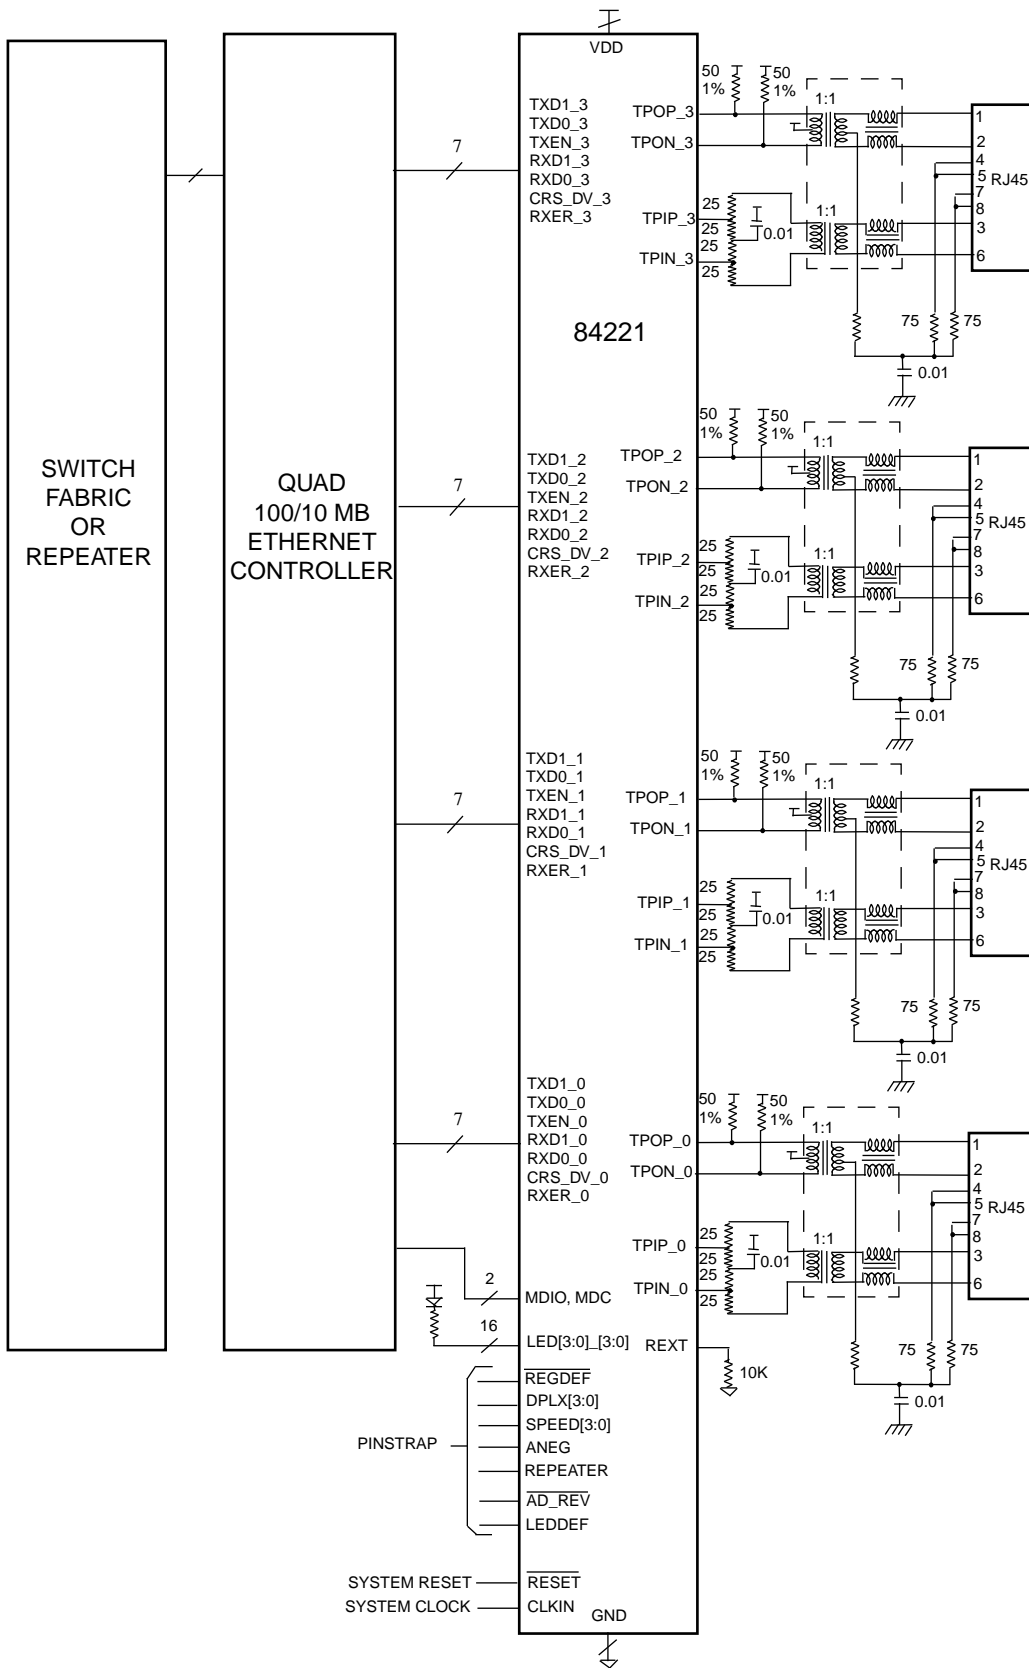 VDD
SWITCH
FABRIC
OR
REPEATER
QUAD
100/10 MB
ETHERNET
CONTROLLER
84221
7
TXD1_3
TXD0_3
TXEN_3
RXD1_3
RXD0_3
CRS_DV_3
RXER_3
TPOP_3
TPON_3
TPIP_3
TPIN_3
50
1%
50
1%
1:1
25
25
25
25
0.01
1:1
1
2
4
5
7
8
3
6
RJ45
75
75
0.01
7
TXD1_2
TXD0_2
TXEN_2
RXD1_2
RXD0_2
CRS_DV_2
RXER_2
TPOP_2
TPON_2
TPIP_2
TPIN_2
50
1%
50
1%
1:1
25
25
25
25
0.01
1:1
1
2
4
5
7
8
3
6
RJ45
75
75
0.01
7
TXD1_1
TXD0_1
TXEN_1
RXD1_1
RXD0_1
CRS_DV_1
RXER_1
TPOP_1
TPON_1
TPIP_1
TPIN_1
50
1%
50
1%
1:1
25
25
25
25
0.01
1:1
1
2
4
5
7
8
3
6
RJ45
75
75
0.01
7
TXD1_0
TXD0_0
TXEN_0
RXD1_0
RXD0_0
CRS_DV_0
RXER_0
TPOP_0
TPON_0
TPIP_0
TPIN_0
50
1%
50
1%
1:1
25
25
25
25
0.01
1:1
1
2
4
5
7
8
3
6
RJ45
75
75
0.01
2
MDIO, MDC
16
LED[3:0]_[3:0]
REXT
10K
PINSTRAP
REGDEF
DPLX[3:0]
SPEED[3:0]
ANEG
REPEATER
AD_REV
LEDDEF
SYSTEM RESET
RESET
SYSTEM CLOCK
CLKIN
GND